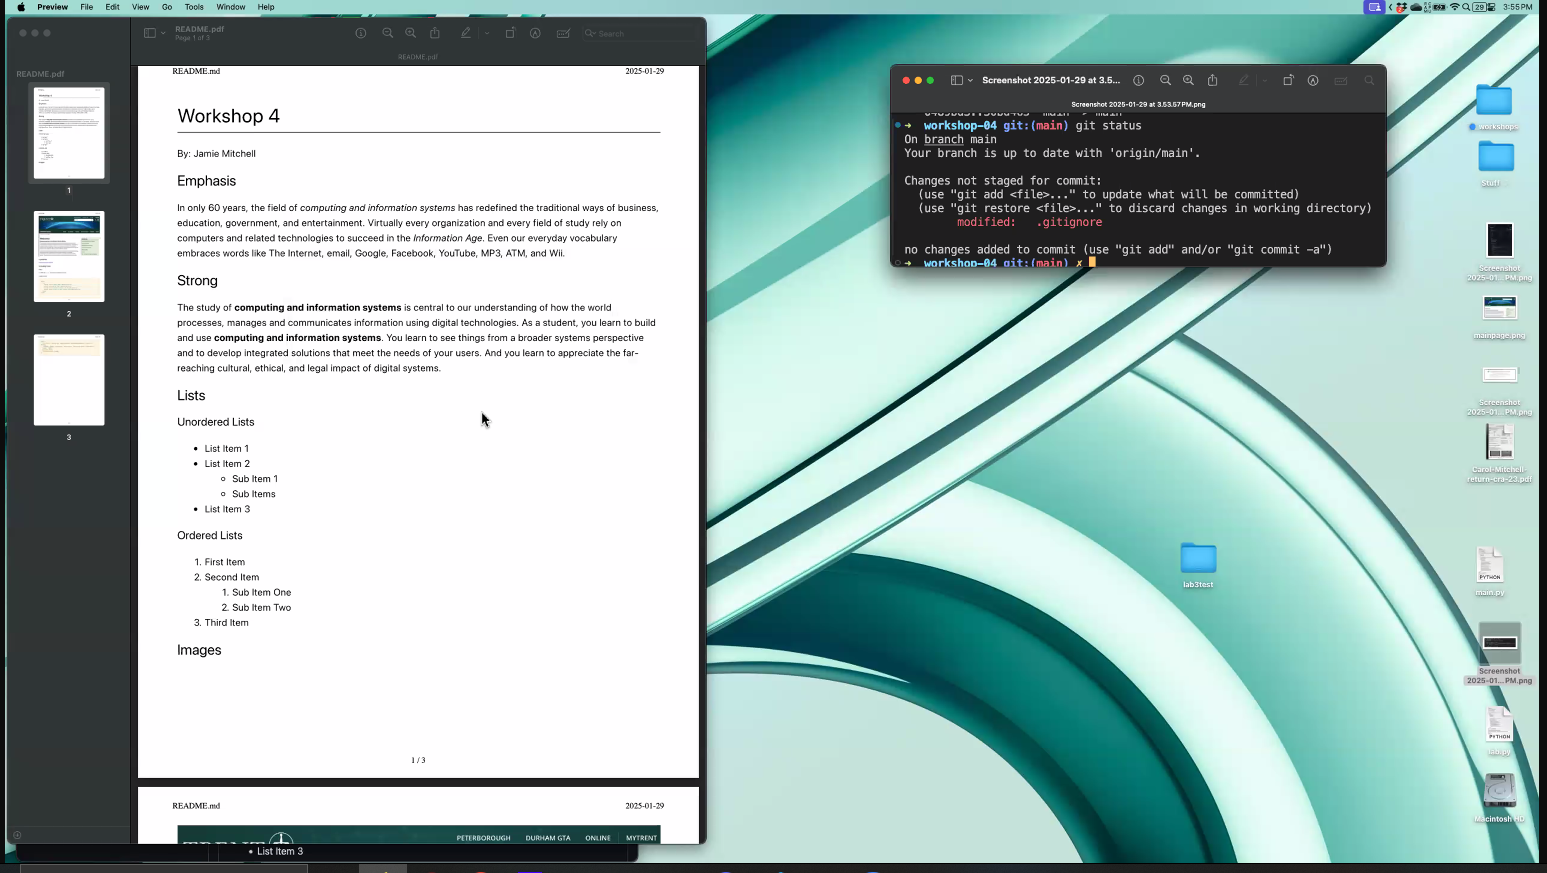 Preview File Edit View Go Tools Window Help
29
3:55 PM
README.pdf
Page 1 of 3
Search
README.pdf
README.pdf
1
2
3
README.md 2025-01-29
Workshop 4
By: Jamie Mitchell
Emphasis
In only 60 years, the field of computing and information systems has redefined the traditional ways of business,
education, government, and entertainment. Virtually every organization and every field of study rely on
computers and related technologies to succeed in the Information Age. Even our everyday vocabulary
embraces words like The Internet, email, Google, Facebook, YouTube, MP3, ATM, and Wii.
Strong
The study of computing and information systems is central to our understanding of how the world
processes, manages and communicates information using digital technologies. As a student, you learn to build
and use computing and information systems. You learn to see things from a broader systems perspective
and to develop integrated solutions that meet the needs of your users. And you learn to appreciate the far-
reaching cultural, ethical, and legal impact of digital systems.
Lists
Unordered Lists
• List Item 1
• List Item 2
◦ Sub Item 1
◦ Sub Items
• List Item 3
Ordered Lists
1. First Item
2. Second Item
1. Sub Item One
2. Sub Item Two
3. Third Item
Images
1 / 3
README.md 2025-01-29
TRENT
PETERBOROUGH DURHAM GTA ONLINE MYTRENT
• List Item 3
Screenshot 2025-01-29 at 3.5...
Screenshot 2025-01-29 at 3.53.57 PM.png
➜ workshop-04 git:(main) git status
On branch main
Your branch is up to date with 'origin/main'.
Changes not staged for commit:
(use "git add <file>..." to update what will be committed)
(use "git restore <file>..." to discard changes in working directory)
modified: .gitignore
no changes added to commit (use "git add" and/or "git commit -a")
➜ workshop-04 git:(main) ✗
workshops
Stuff
Screenshot
2025-01...PM.png
mainpage.png
Screenshot
2025-01...PM.png
Carol-Mitchell-
return-cra-23.pdf
lab3test
PYTHON
main.py
Screenshot
2025-01...PM.png
PYTHON
Macintosh HD